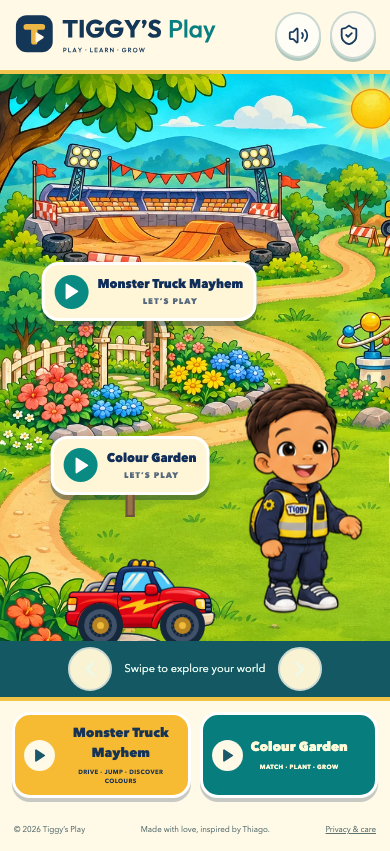 TIGGY'S Play
PLAY · LEARN · GROW
Monster Truck Mayhem
LET'S PLAY
Colour Garden
LET'S PLAY
TIGGY
Swipe to explore your world
Monster Truck
Mayhem
DRIVE · JUMP · DISCOVER
COLOURS
Colour Garden
MATCH · PLANT · GROW
© 2026 Tiggy's Play
Made with love, inspired by Thiago.
Privacy & care